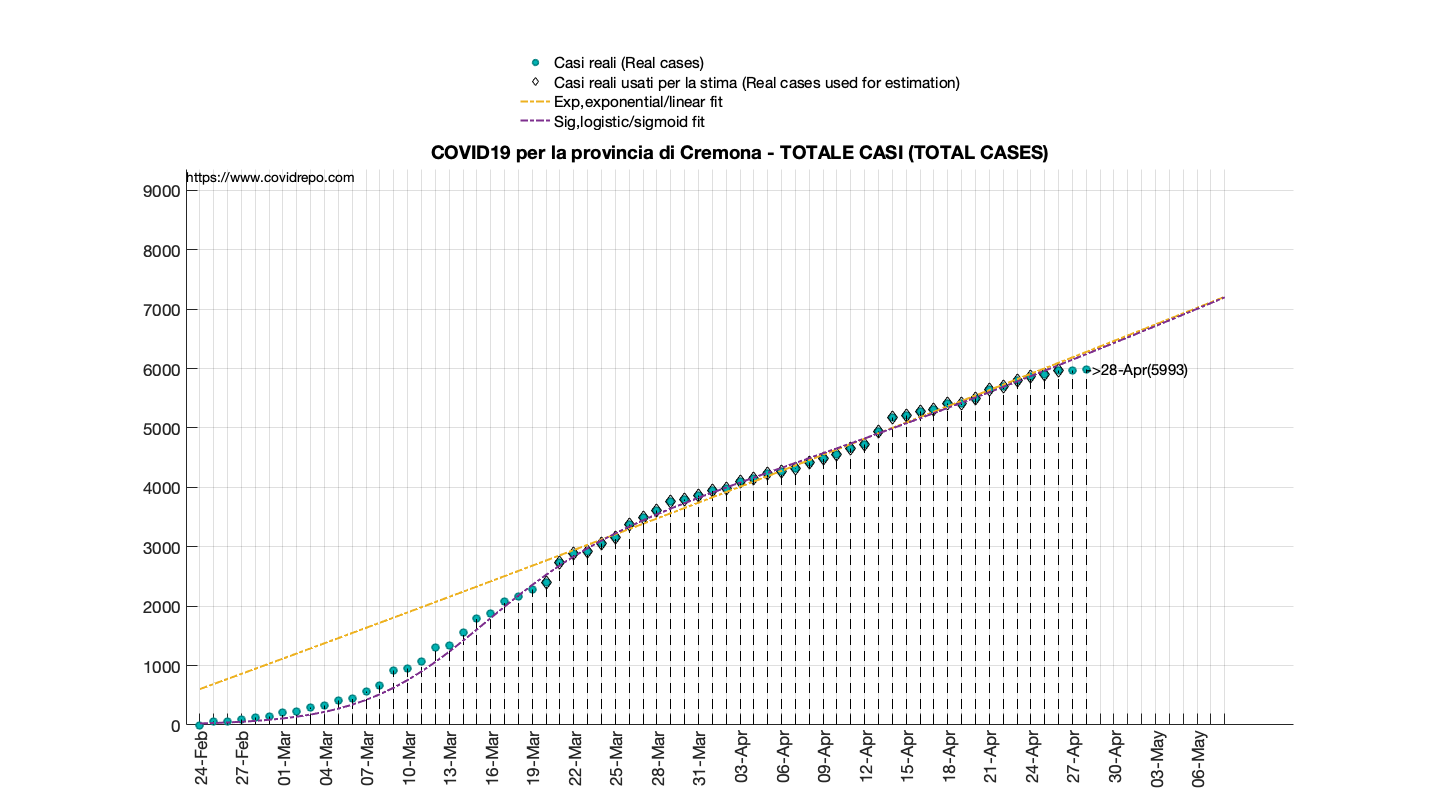 Casi reali (Real cases)
Casi reali usati per la stima (Real cases used for estimation)
Exp,exponential/linear fit
Sig,logistic/sigmoid fit
COVID19 per la provincia di Cremona - TOTALE CASI (TOTAL CASES)
https://www.covidrepo.com
9000
8000
7000
6000
5000
4000
3000
2000
1000
0
->28-Apr(5993)
24-Feb
27-Feb
01-Mar
04-Mar
07-Mar
10-Mar
13-Mar
16-Mar
19-Mar
22-Mar
25-Mar
28-Mar
31-Mar
03-Apr
06-Apr
09-Apr
12-Apr
15-Apr
18-Apr
21-Apr
24-Apr
27-Apr
30-Apr
03-May
06-May